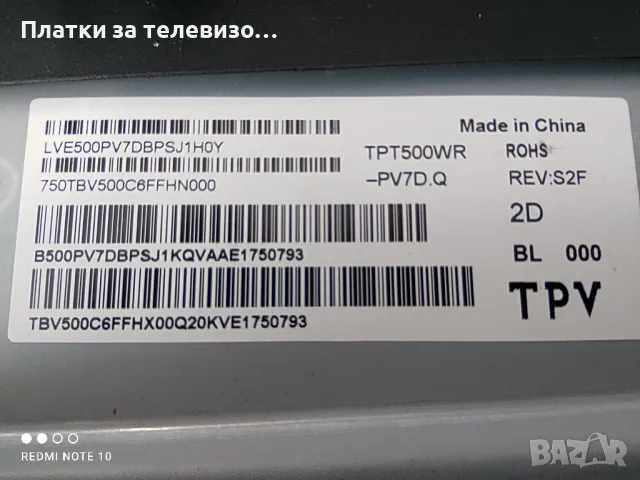 Платки за телевизо...
LVE500PV7DBPSJ1H0Y
750TBV500C6FFHN000
B500PV7DBPSJ1KQVAAE1750793
TBV500C6FFHX00Q20KVE1750793
TPT500WR
-PV7D.Q
Made in China
ROHS
REV:S2F
2D
BL 000
TPV
REDMI NOTE 10
BAZAR